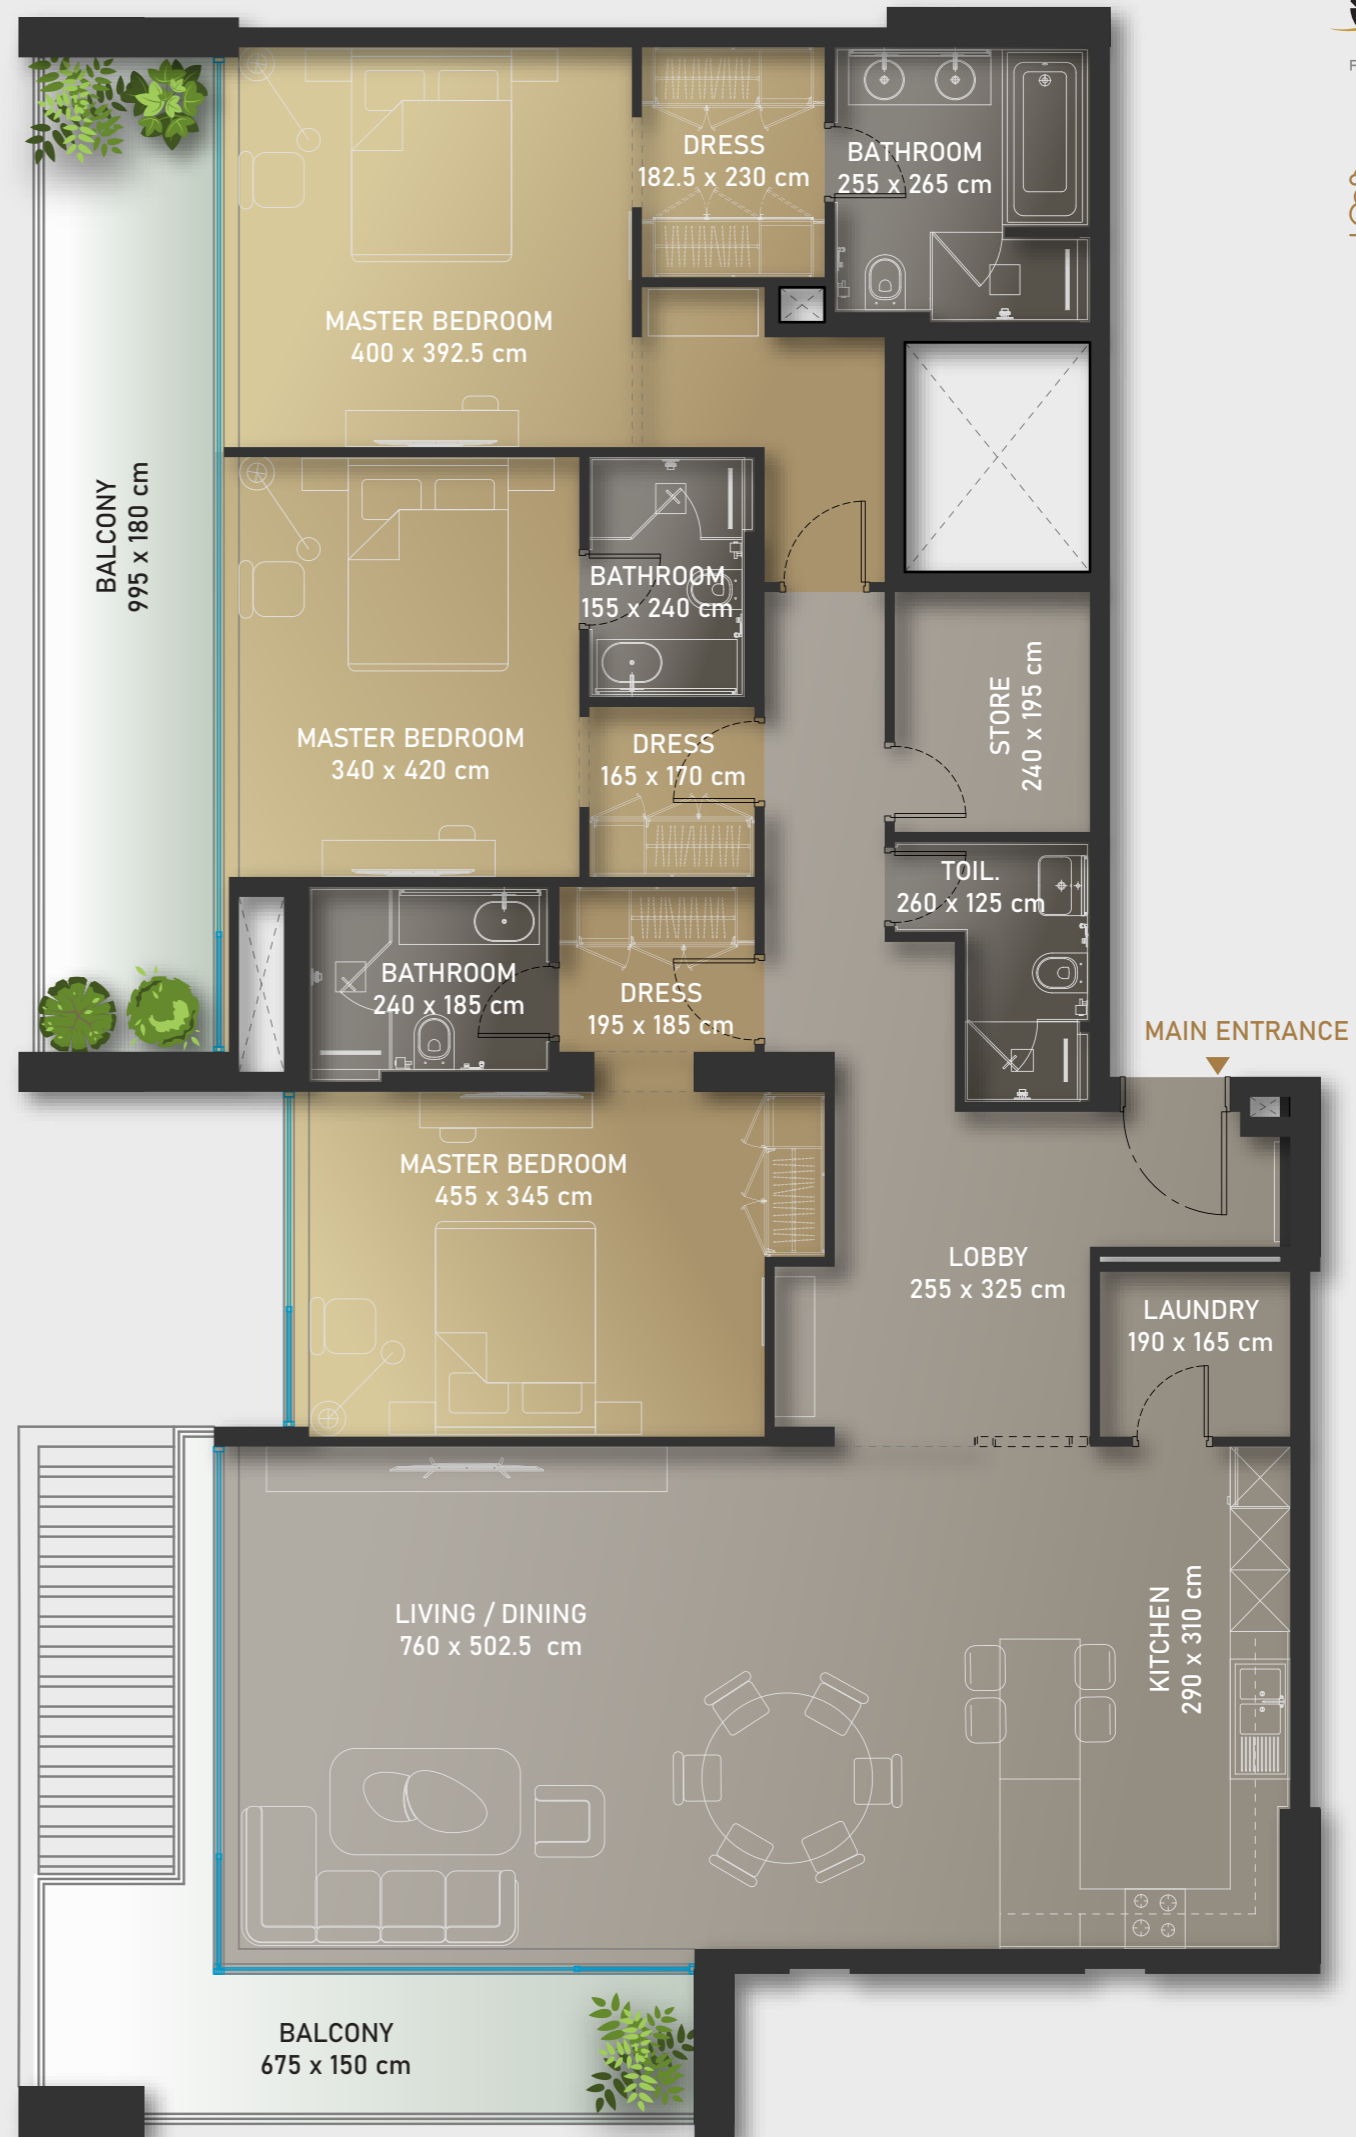 DRESS
182.5 x 230 cm
BATHROOM
255 x 265 cm
MASTER BEDROOM
400 x 392.5 cm
BALCONY
995 x 180 cm
BATHROOM
155 x 240 cm
STORE
240 x 195 cm
MASTER BEDROOM
340 x 420 cm
DRESS
165 x 170 cm
TOIL.
260 x 125 cm
BATHROOM
240 x 185 cm
DRESS
195 x 185 cm
MAIN ENTRANCE
MASTER BEDROOM
455 x 345 cm
LOBBY
255 x 325 cm
LAUNDRY
190 x 165 cm
LIVING / DINING
760 x 502.5 cm
KITCHEN
290 x 310 cm
BALCONY
675 x 150 cm